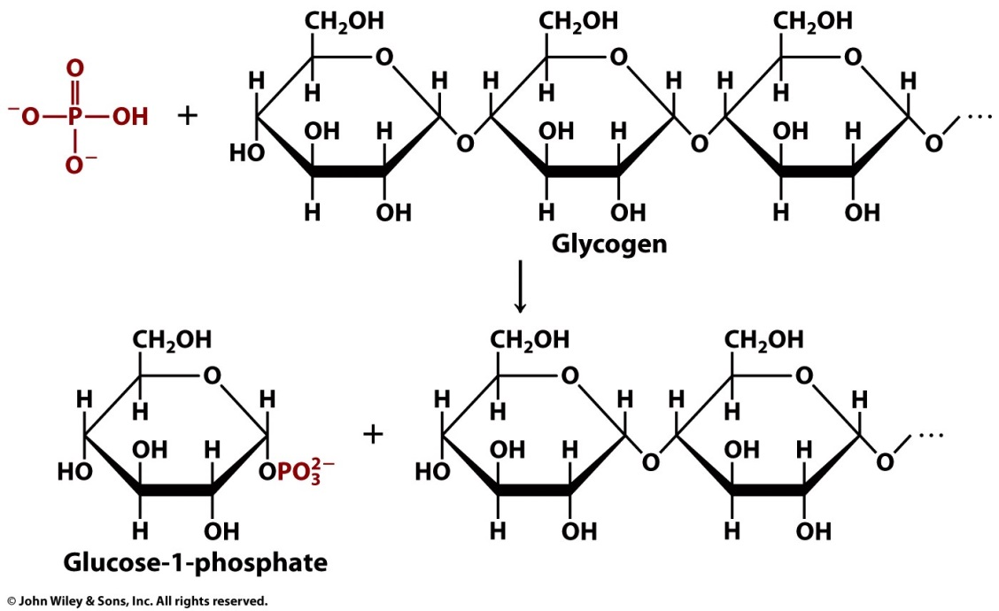 CH₂OH CH₂OH CH₂OH
O O O O
H H H H H H
H H H
⁻O—P—OH + OH H OH H OH H
HO O O O ...
O⁻
H OH H OH H OH
Glycogen
CH₂OH CH₂OH CH₂OH
O O O
H H H H H
H H H
OH H + OH H OH H
HO OPO₃²⁻ HO O O ...
H OH H OH H OH
Glucose-1-phosphate
© John Wiley & Sons, Inc. All rights reserved.